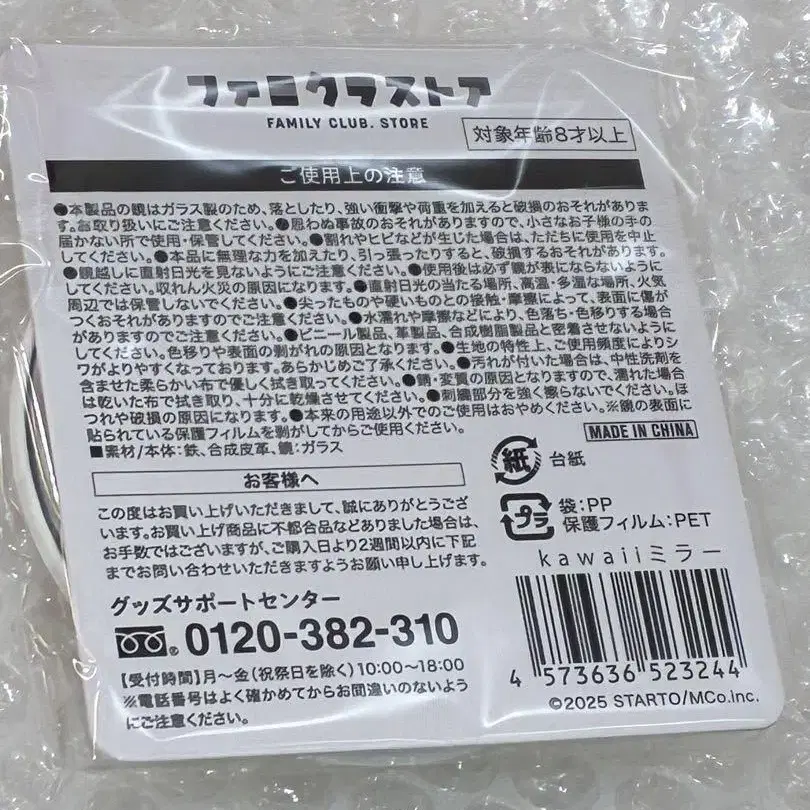 ファミクラストア
FAMILY CLUB. STORE
対象年齢8才以上
ご使用上の注意
●本製品の鏡はガラス製のため、落としたり、強い衝撃や荷重を加えると破損のおそれがありま
す。お取り扱いにご注意ください。●思わぬ事故のおそれがありますので、小さなお子様の手の
届かない所で使用・保管してください。●割れやヒビなどが生じた場合は、ただちに使用を中止
してください。●本品に無理な力を加えたり、引っ張ったりすると、破損するおそれがあります。
●鏡越しに直射日光を見ないようにご注意ください。●使用後は必ず鏡が表にならないように
してください。収れん火災の原因になります。●直射日光の当たる場所、高温・多湿な場所、火気
周辺では保管しないでください。●尖ったものや硬いものとの接触・摩擦によって、表面に傷が
つくおそれがありますのでご注意ください。●水濡れや摩擦などにより、色落ち・色移りする場合
がありますのでご注意ください。●ビニール製品、革製品、合成樹脂製品と密着させないように
してください。色移りや表面の剥がれの原因となります。●生地の特性上、ご使用頻度によりシ
ワがよりやすくなっております。あらかじめご了承ください。●汚れが付いた場合は、中性洗剤を
含ませた柔らかい布で優しく拭き取ってください。●錆・変質の原因となりますので、濡れた場合
は乾いた布で拭き取り、十分に乾燥させてください。●刺繍部分を強く擦らないでください。ほ
つれや破損の原因になります。●本来の用途以外でのご使用はおやめください。※鏡の表面に
貼られている保護フィルムを剥がしてからご使用ください。
■素材/本体:鉄、合成皮革、鏡:ガラス
MADE IN CHINA
紙 台紙
プラ 袋:PP
保護フィルム:PET
お客様へ
この度はお買い上げいただきまして、誠にありがとうござ
います。お買い上げ商品に不都合品などありました場合は、
お手数ではございますが、ご購入日より2週間以内に下記
までお問い合わせいただきますようお願い申し上げます。
グッズサポートセンター
0120-382-310
【受付時間】月〜金(祝祭日を除く)10:00〜18:00
※電話番号はよく確かめてからお間違いのないよう
にご注意ください。
kawaiiミラー
4 573636 523244
©2025 STARTO/MCo.Inc.